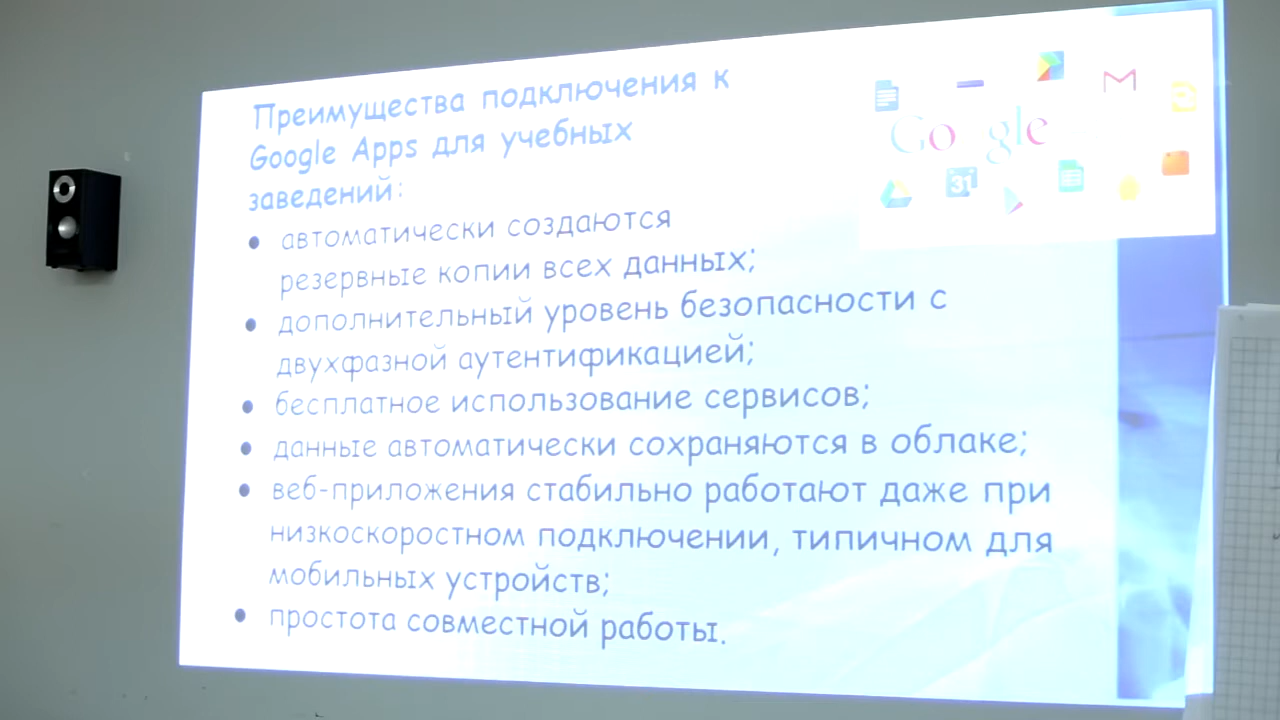 Преимущества подключения к
Google Apps для учебных
заведений:
• автоматически создаются
резервные копии всех данных;
• дополнительный уровень безопасности с
двухфазной аутентификацией;
• бесплатное использование сервисов;
• данные автоматически сохраняются в облаке;
• веб-приложения стабильно работают даже при
низкоскоростном подключении, типичном для
мобильных устройств;
• простота совместной работы.
Google
31